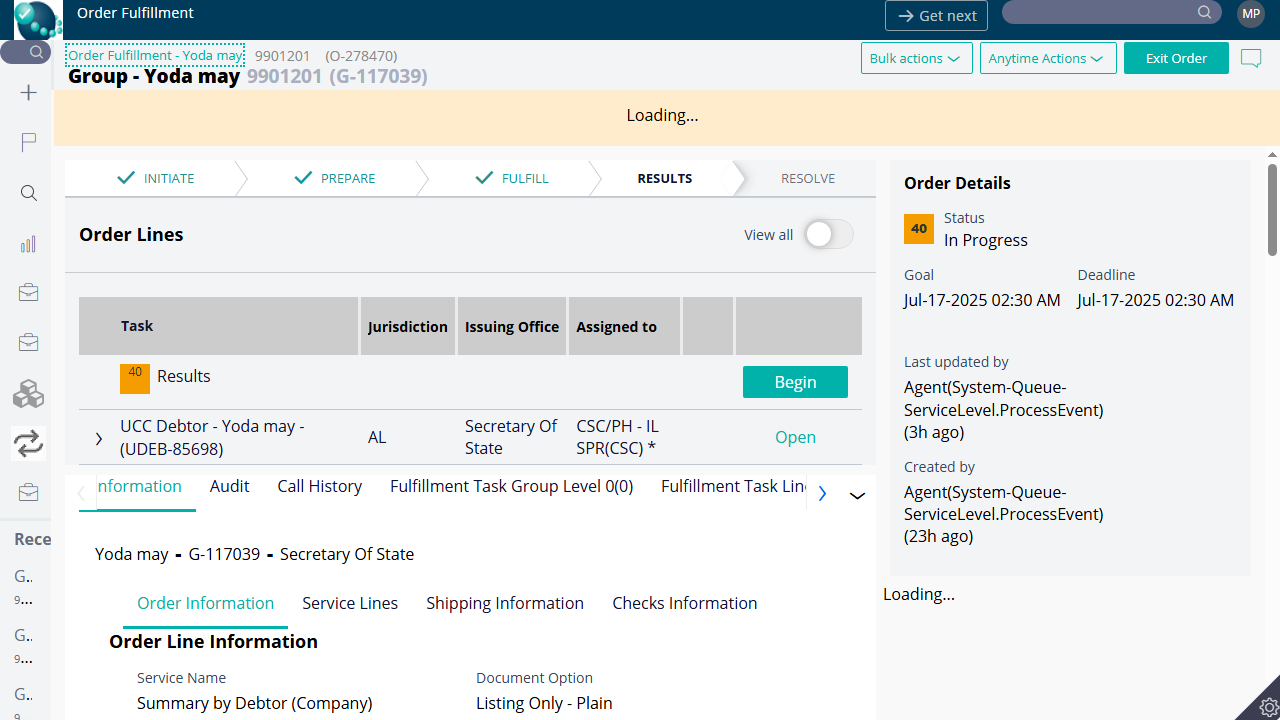 Order Fulfillment
Get next
MP
Order Fulfillment - Yoda may 9901201 (O-278470)
Group - Yoda may 9901201 (G-117039)
Bulk actions
Anytime Actions
Exit Order
Loading...
INITIATE
PREPARE
FULFILL
RESULTS
RESOLVE
Order Lines
View all
Task
Jurisdiction
Issuing Office
Assigned to
40
Results
Begin
UCC Debtor - Yoda may -
(UDEB-85698)
AL
Secretary Of
State
CSC/PH - IL
SPR(CSC) *
Open
nformation
Audit
Call History
Fulfillment Task Group Level 0(0)
Fulfillment Task Lin
Yoda may - G-117039 - Secretary Of State
Order Information
Service Lines
Shipping Information
Checks Information
Order Line Information
Service Name
Summary by Debtor (Company)
Document Option
Listing Only - Plain
Order Details
40
Status
In Progress
Goal
Jul-17-2025 02:30 AM
Deadline
Jul-17-2025 02:30 AM
Last updated by
Agent(System-Queue-
ServiceLevel.ProcessEvent)
(3h ago)
Created by
Agent(System-Queue-
ServiceLevel.ProcessEvent)
(23h ago)
Loading...
Rece
G..
9...
G..
9...
G..
9...